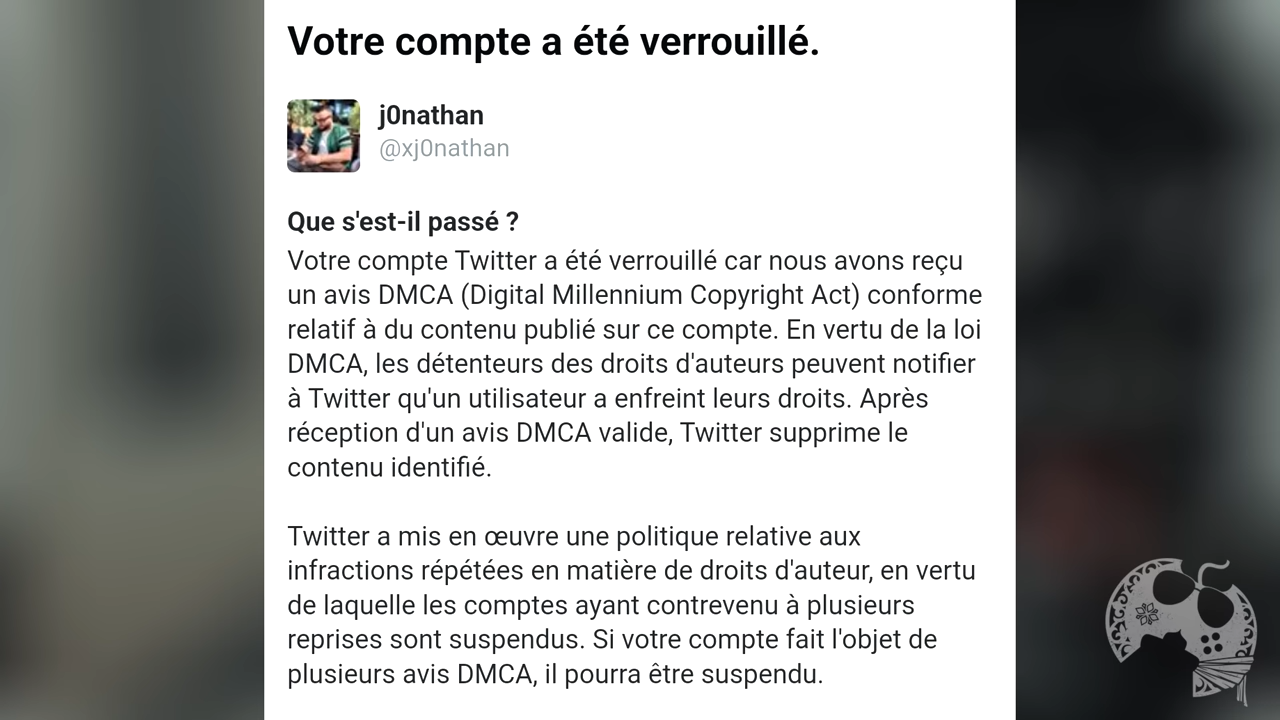 Votre compte a été verrouillé.
j0nathan
@xj0nathan
Que s'est-il passé ?
Votre compte Twitter a été verrouillé car nous avons reçu
un avis DMCA (Digital Millennium Copyright Act) conforme
relatif à du contenu publié sur ce compte. En vertu de la loi
DMCA, les détenteurs des droits d'auteurs peuvent notifier
à Twitter qu'un utilisateur a enfreint leurs droits. Après
réception d'un avis DMCA valide, Twitter supprime le
contenu identifié.
Twitter a mis en œuvre une politique relative aux
infractions répétées en matière de droits d'auteur, en vertu
de laquelle les comptes ayant contrevenu à plusieurs
reprises sont suspendus. Si votre compte fait l'objet de
plusieurs avis DMCA, il pourra être suspendu.